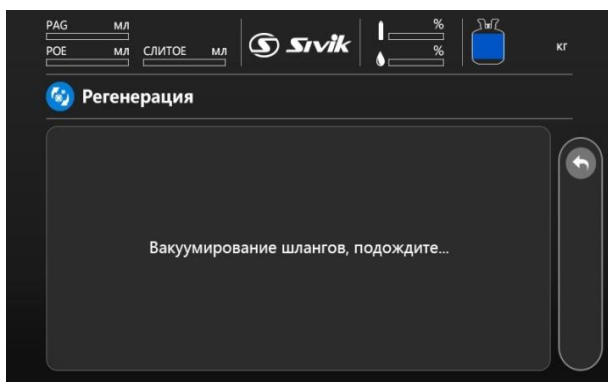 PAG мл
POE мл СЛИТОЕ мл
Sivik
%
%
кг
Регенерация
Вакуумирование шлангов, подождите...